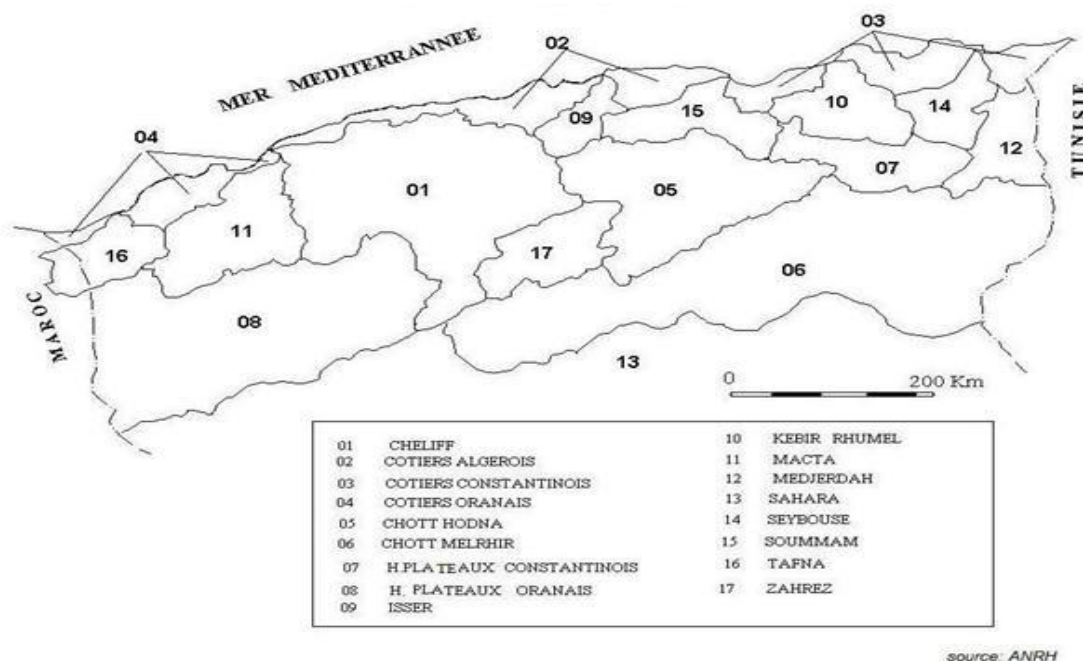 03
02
MER MEDITERRANNEE
10
14
15
09
04
12
TUNISIE
07
01
05
11
16
17
06
08
MAROC
13
0 200 Km
01 CHELIFF
02 COTIERS ALGEROIS
03 COTIERS CONSTANTINOIS
04 COTIERS ORANAIS
05 CHOTT HODNA
06 CHOTT MELRHIR
07 H.PLATEAUX CONSTANTINOIS
08 H. PLATEAUX ORANAIS
09 ISSER
10 KEBIR RHUMEL
11 MACTA
12 MEDJERDAH
13 SAHARA
14 SEYBOUSE
15 SOUMMAM
16 TAFNA
17 ZAHREZ
source: ANRH